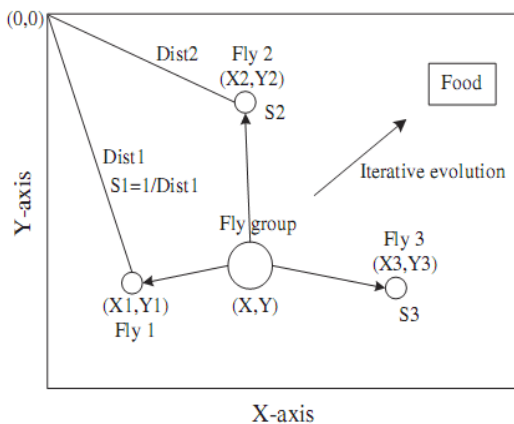 (0,0)
Dist2
Fly 2
(X2,Y2)
S2
Food
Dist1
S1=1/Dist1
Iterative evolution
Y-axis
Fly group
Fly 3
(X3,Y3)
(X1,Y1)
(X,Y)
S3
Fly 1
X-axis